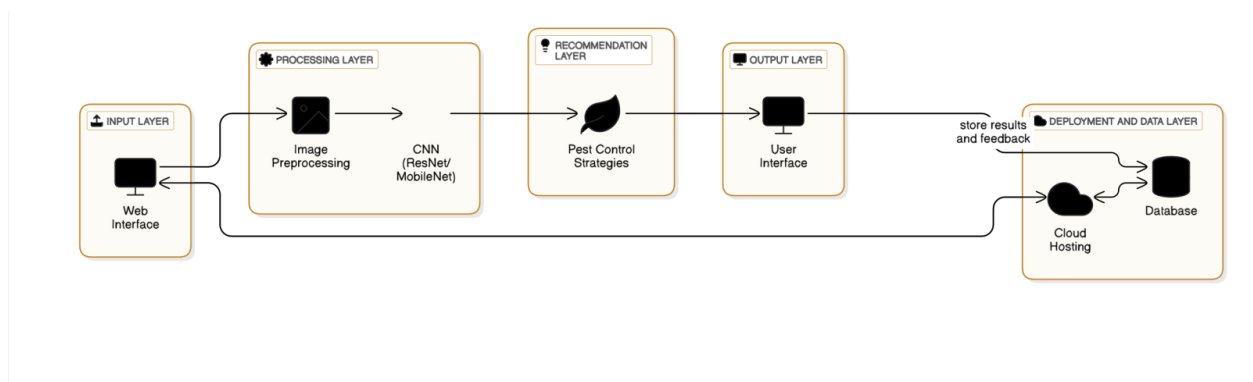 INPUT LAYER
Web
Interface
PROCESSING LAYER
Image
Preprocessing
CNN
(ResNet/
MobileNet)
RECOMMENDATION
LAYER
Pest Control
Strategies
OUTPUT LAYER
User
Interface
store results
and feedback
DEPLOYMENT AND DATA LAYER
Cloud
Hosting
Database